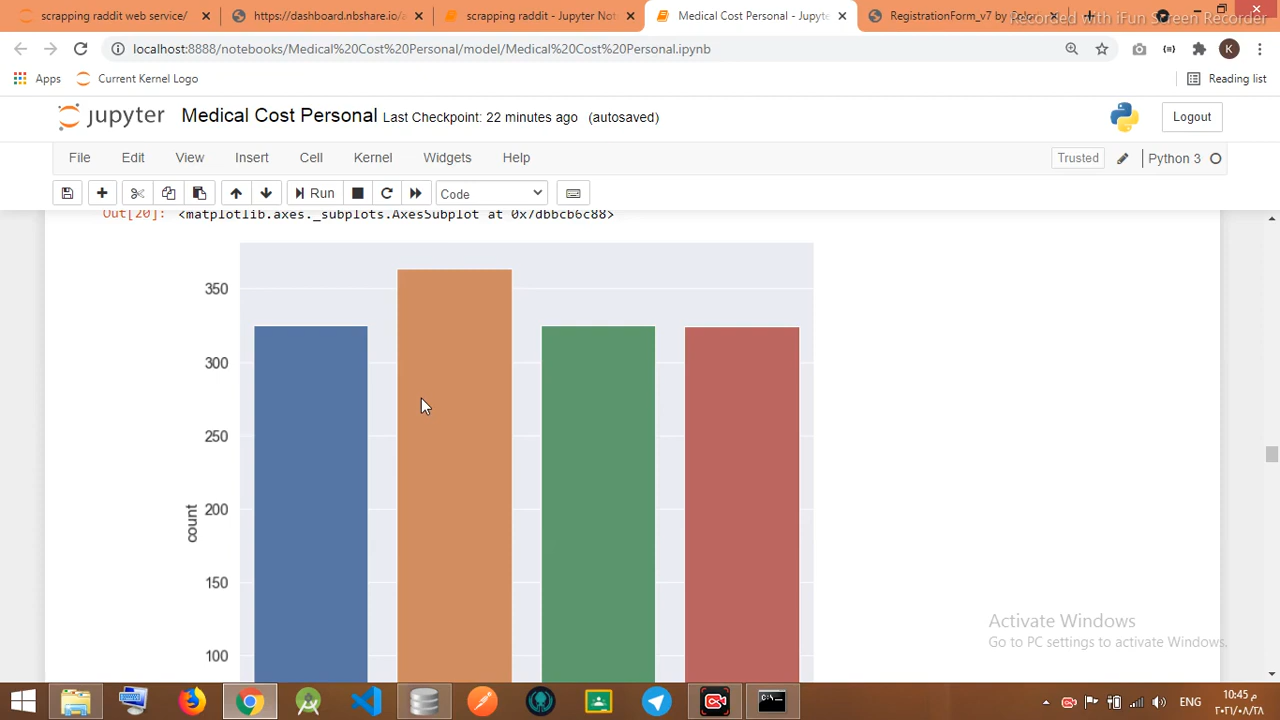 scrapping raddit web service/
https://dashboard.nbshare.io/
scrapping raddit - Jupyter Not
Medical Cost Personal - Jupyte
RegistrationForm_v7 by
Recorded with iFun Screen Recorder
localhost:8888/notebooks/Medical%20Cost%20Personal/model/Medical%20Cost%20Personal.ipynb
K
Apps
Current Kernel Logo
Reading list
jupyter
Medical Cost Personal Last Checkpoint: 22 minutes ago (autosaved)
Logout
File Edit View Insert Cell Kernel Widgets Help
Trusted
Python 3
Run
Code
Out[20]: <matplotlib.axes._subplots.AxesSubplot at 0x7dbbcb6c88>
350
300
250
200
150
100
count
Activate Windows
Go to PC settings to activate Windows.
ENG
10:45 م
٢٠٢١/٠٨/٢٨